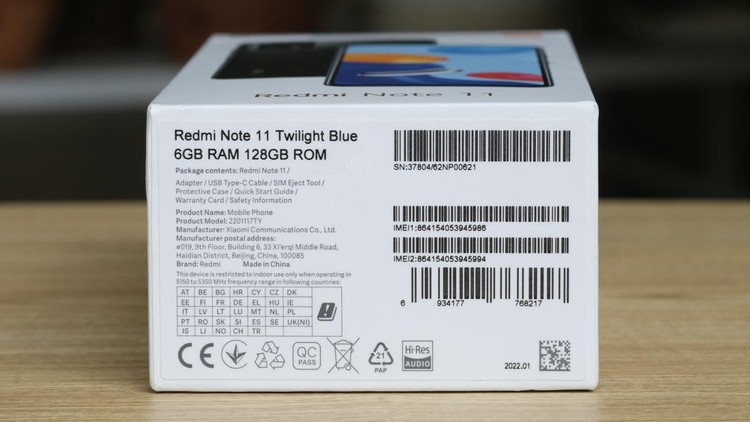 Redmi Note 11
Redmi Note 11 Twilight Blue
6GB RAM 128GB ROM
Package contents: Redmi Note 11 /
Adapter / USB Type-C Cable / SIM Eject Tool /
Protective Case / Quick Start Guide /
Warranty Card / Safety Information
Product Name: Mobile Phone
Product Model: 2201117TY
Manufacturer: Xiaomi Communications Co., Ltd.
Manufacturer postal address:
#019, 9th Floor, Building 6, 33 Xi'erqi Middle Road,
Haidian District, Beijing, China, 100085
Brand: Redmi Made in China
This device is restricted to indoor use only when operating in
5150 to 5350 MHz frequency range in following countries:
AT BE BG HR CY CZ DK
EE FI FR DE EL HU IE
IT LV LT LU MT NL PL
PT RO SK SI ES SE UK(NI)
IS LI NO CH TR
SN:37804/62NP00621
IMEI1:864154053945986
IMEI2:864154053945994
6 934177 768217
CE
QC
PASS
21
PAP
Hi-Res
AUDIO
2022.01